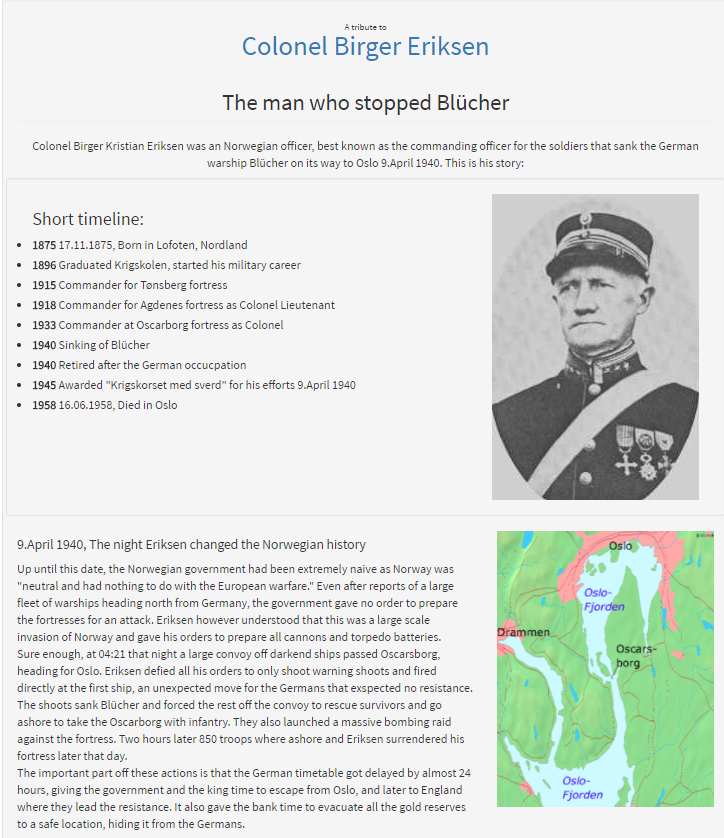 A tribute to
Colonel Birger Eriksen
The man who stopped Blücher
Colonel Birger Kristian Eriksen was an Norwegian officer, best known as the commanding officer for the soldiers that sank the German
warship Blücher on its way to Oslo 9.April 1940. This is his story:
Short timeline:
1875 17.11.1875, Born in Lofoten, Nordland
1896 Graduated Krigskolen, started his military career
1915 Commander for Tønsberg fortress
1918 Commander for Agdenes fortress as Colonel Lieutenant
1933 Commander at Oscarborg fortress as Colonel
1940 Sinking of Blücher
1940 Retired after the German occucpation
1945 Awarded "Krigskorset med sverd" for his efforts 9.April 1940
1958 16.06.1958, Died in Oslo
9.April 1940, The night Eriksen changed the Norwegian history
Up until this date, the Norwegian government had been extremely naive as Norway was
"neutral and had nothing to do with the European warfare." Even after reports of a large
fleet of warships heading north from Germany, the government gave no order to prepare
the fortresses for an attack. Eriksen however understood that this was a large scale
invasion of Norway and gave his orders to prepare all cannons and torpedo batteries.
Sure enough, at 04:21 that night a large convoy off darkend ships passed Oscarsborg,
heading for Oslo. Eriksen defied all his orders to only shoot warning shoots and fired
directly at the first ship, an unexpected move for the Germans that exspected no resistance.
The shoots sank Blücher and forced the rest off the convoy to rescue survivors and go
ashore to take the Oscarborg with infantry. They also launched a massive bombing raid
against the fortress. Two hours later 850 troops where ashore and Eriksen surrendered his
fortress later that day.
The important part off these actions is that the German timetable got delayed by almost 24
hours, giving the government and the king time to escape from Oslo, and later to England
where they lead the resistance. It also gave the bank time to evacuate all the gold reserves
to a safe location, hiding it from the Germans.
Oslo
Oslo-
Fjorden
Drammen
Oscars-
borg
Oslo-
Fjorden